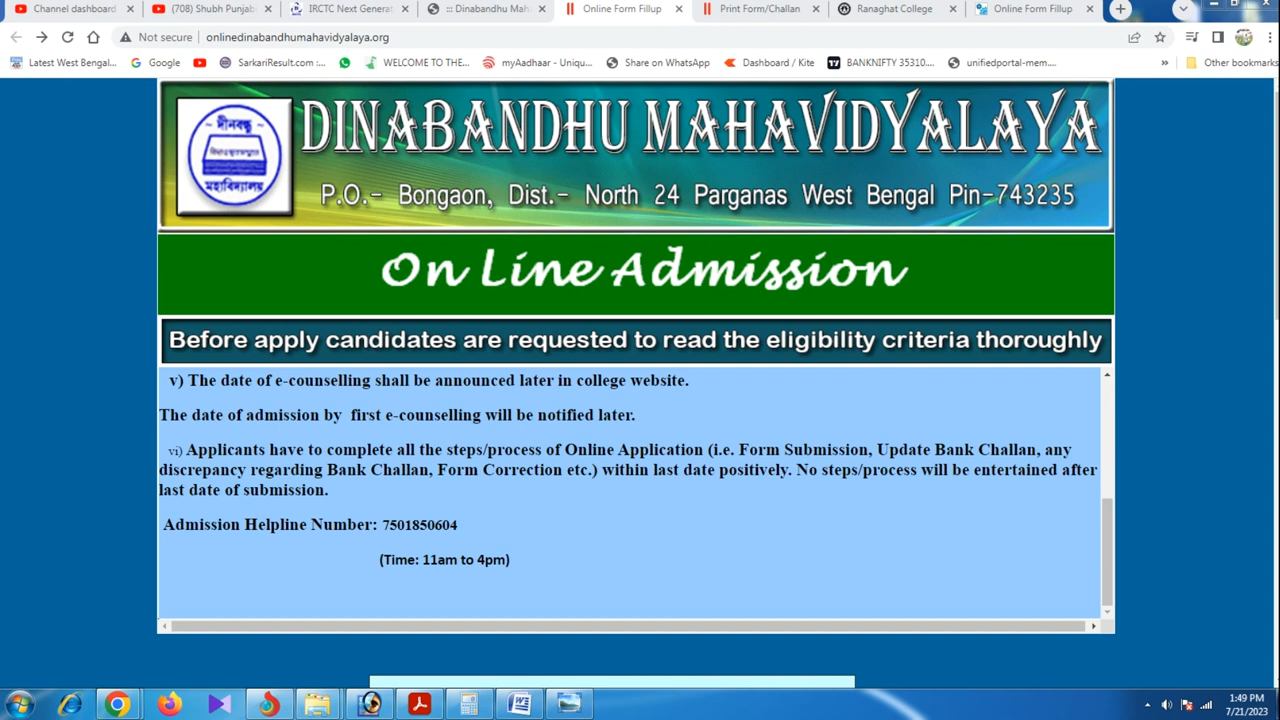 Channel dashboard
(708) Shubh Punjab
IRCTC Next Generat
::: Dinabandhu Mah
Online Form Fillup
Print Form/Challan
Ranaghat College
Online Form Fillup
Not secure
onlinedinabandhumahavidyalaya.org
Latest West Bengal...
Google
SarkariResult.com :...
WELCOME TO THE...
myAadhaar - Uniqu...
Share on WhatsApp
Dashboard / Kite
BANKNIFTY 35310....
unifiedportal-mem....
»
Other bookmarks
দীনবন্ধু
মহাবিদ্যালয়
DINABANDHU MAHAVIDYALAYA
P.O.- Bongaon, Dist.- North 24 Parganas West Bengal Pin-743235
On Line Admission
Before apply candidates are requested to read the eligibility criteria thoroughly
v) The date of e-counselling shall be announced later in college website.
The date of admission by first e-counselling will be notified later.
vi) Applicants have to complete all the steps/process of Online Application (i.e. Form Submission, Update Bank Challan, any
discrepancy regarding Bank Challan, Form Correction etc.) within last date positively. No steps/process will be entertained after
last date of submission.
Admission Helpline Number: 7501850604
(Time: 11am to 4pm)
1:49 PM
7/21/2023